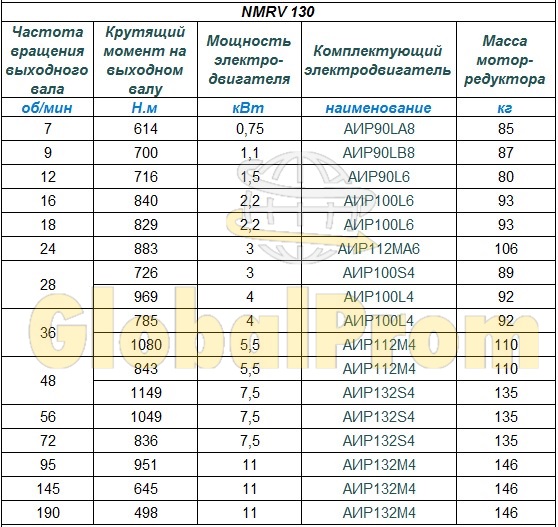 NMRV 130
Частота вращения выходного вала Крутящий момент на выходном валу Мощность электро-двигателя Комплектующий электродвигатель Масса мотор-редуктора
об/мин Н.м кВт наименование кг
7 614 0,75 АИР90LA8 85
9 700 1,1 АИР90LB8 87
12 716 1,5 АИР90L6 80
16 840 2,2 АИР100L6 93
18 829 2,2 АИР100L6 93
24 883 3 АИР112МА6 106
28 726 3 АИР100S4 89
969 4 АИР100L4 92
36 785 4 АИР100L4 92
1080 5,5 АИР112М4 110
48 843 5,5 АИР112М4 110
1149 7,5 АИР132S4 135
56 1049 7,5 АИР132S4 135
72 836 7,5 АИР132S4 135
95 951 11 АИР132М4 146
145 645 11 АИР132М4 146
190 498 11 АИР132М4 146
GlobalProm